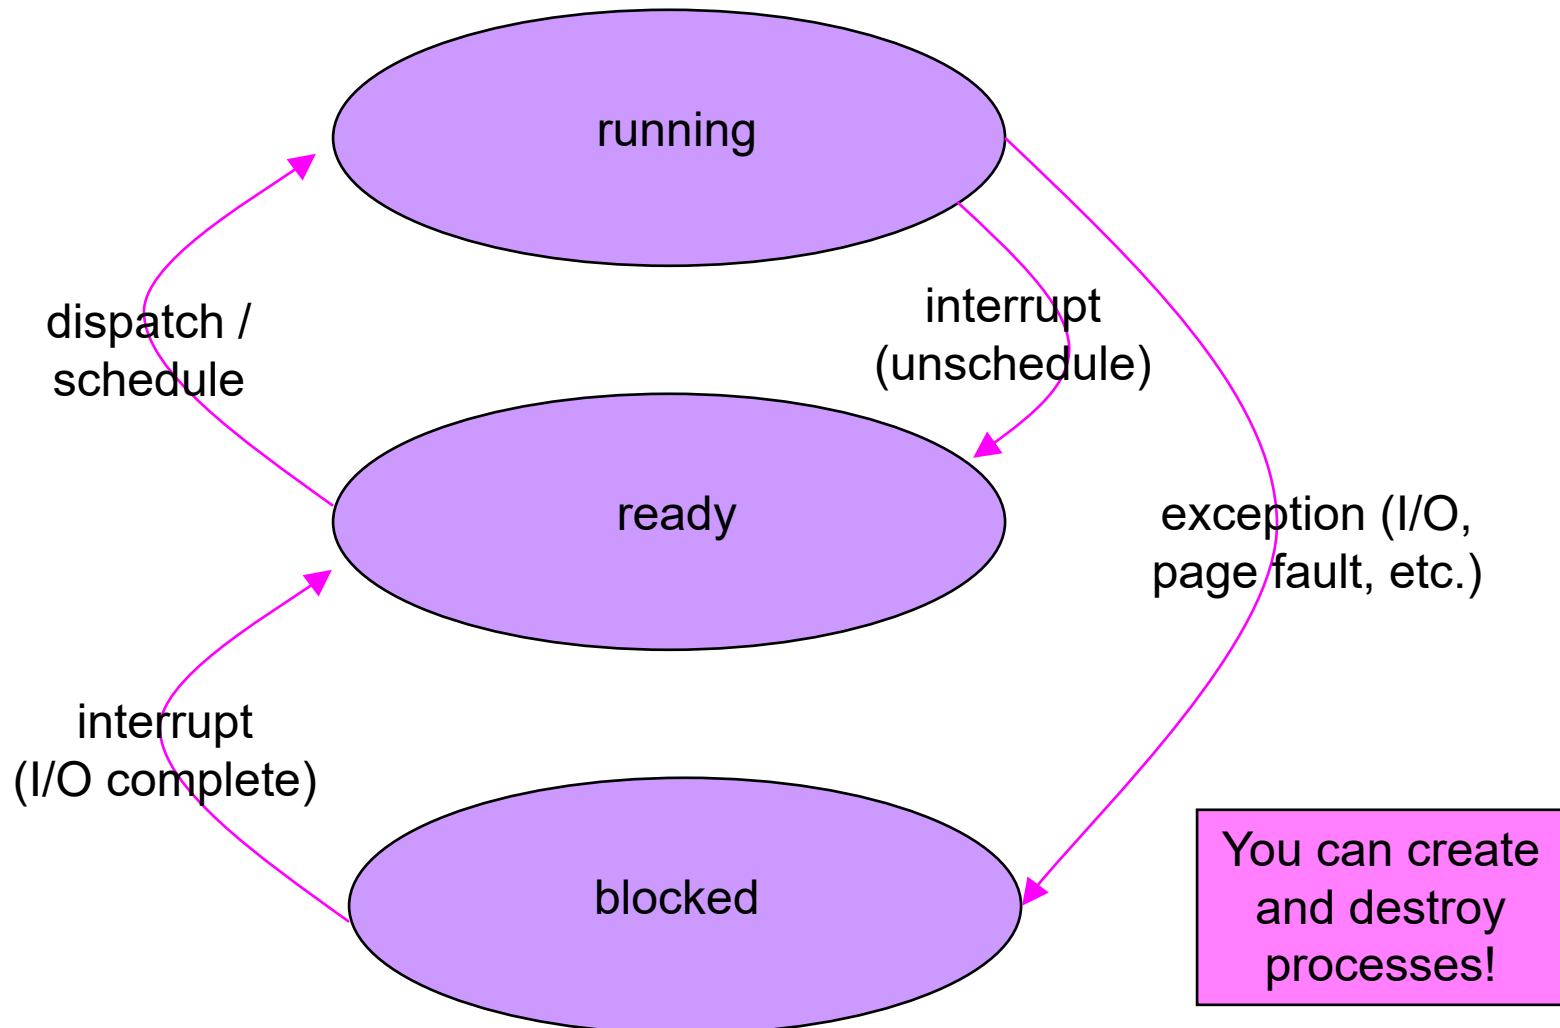 running
dispatch /
schedule
interrupt
(unschedule)
ready
exception (I/O,
page fault, etc.)
interrupt
(I/O complete)
blocked
You can create
and destroy
processes!